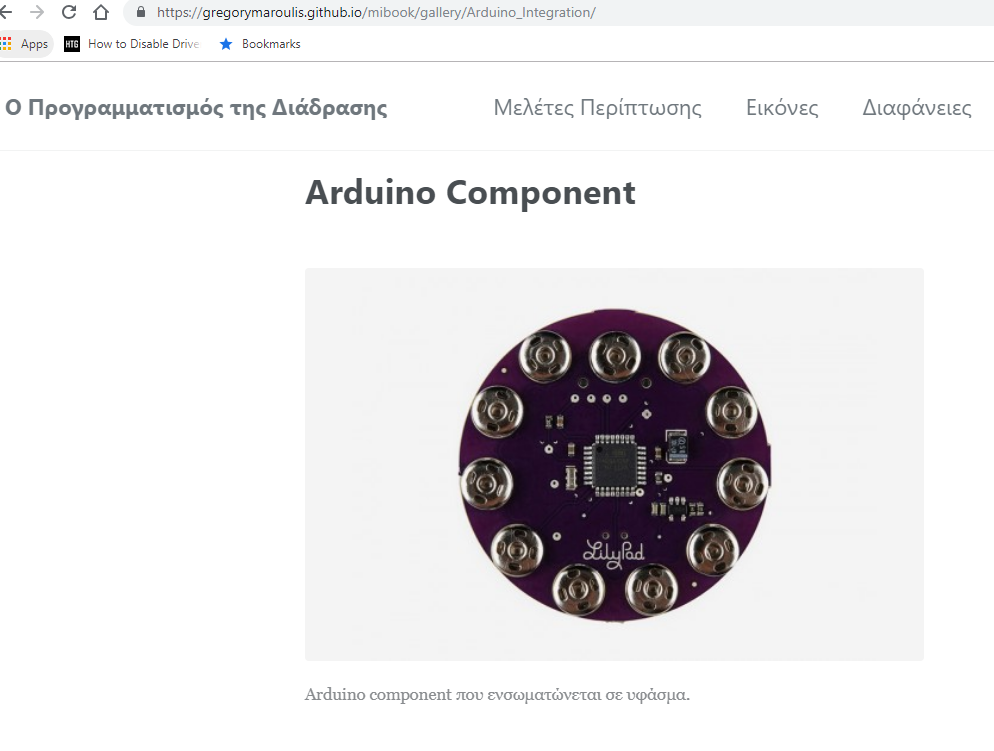 https://gregorymaroulis.github.io/mibook/gallery/Arduino_Integration/
Apps HTG How to Disable Drive Bookmarks
Ο Προγραμματισμός της Διάδρασης Μελέτες Περίπτωσης Εικόνες Διαφάνειες
Arduino Component
LilyPad
Arduino component που ενσωματώνεται σε υφάσμα.